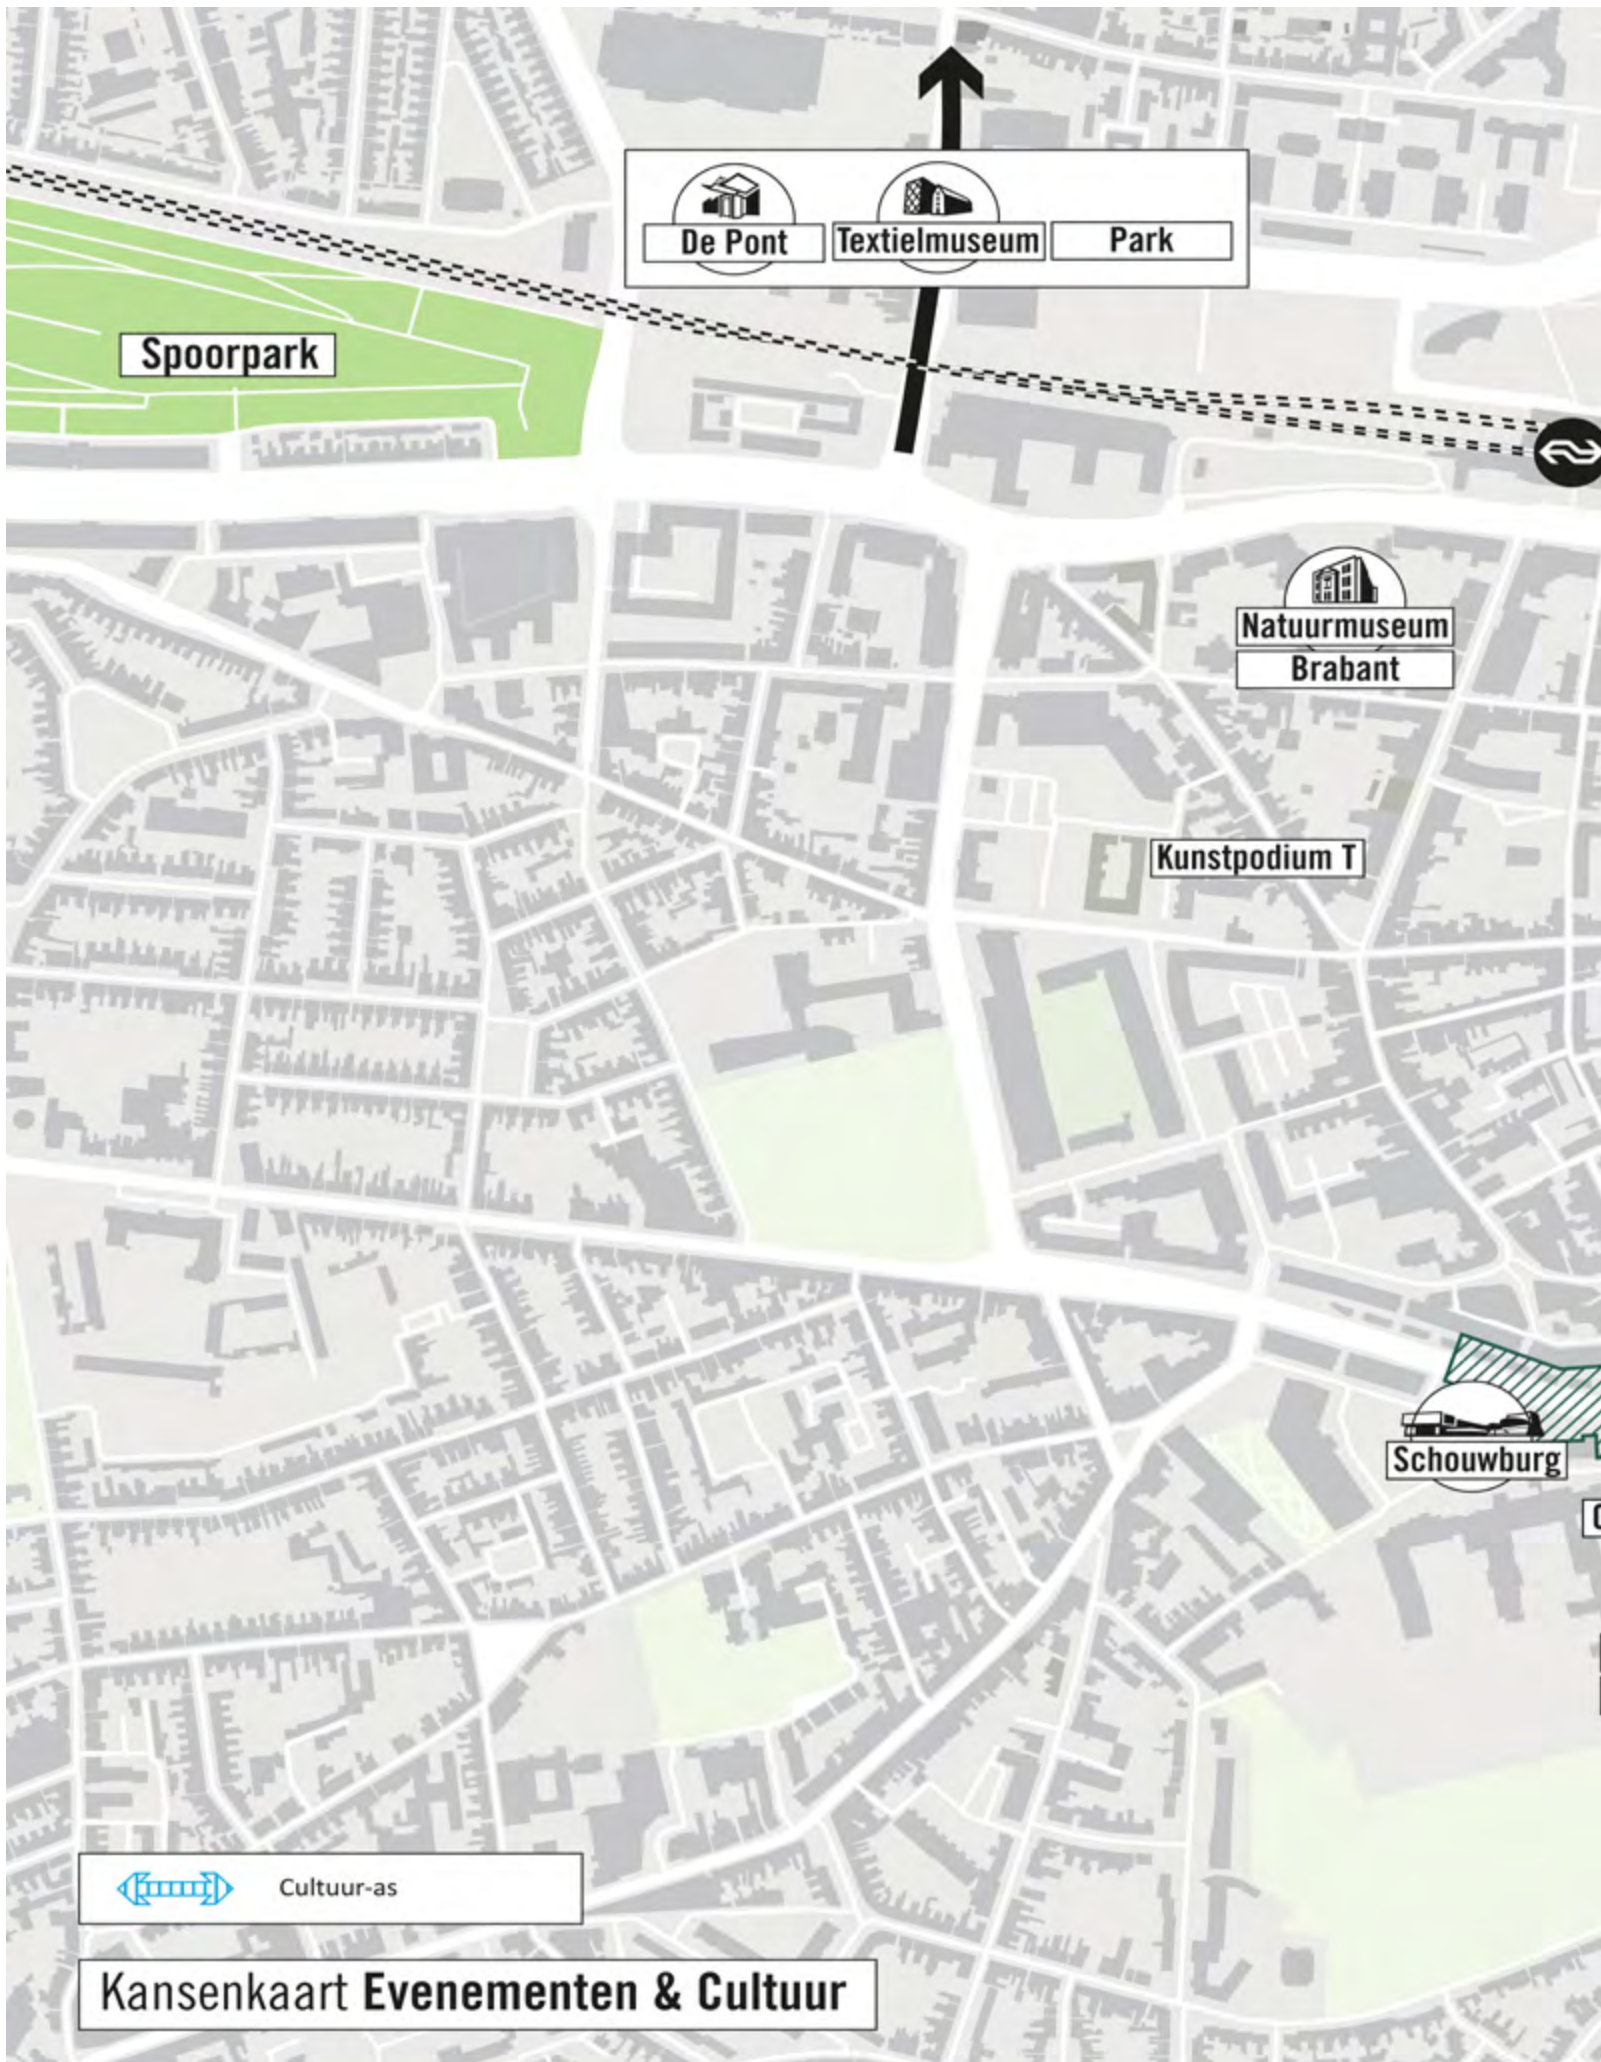 De Pont
Textielmuseum
Park
Spoorpark
Natuurmuseum
Brabant
Kunstpodium T
Schouwburg
Cultuur-as
Kansenkaart Evenementen & Cultuur